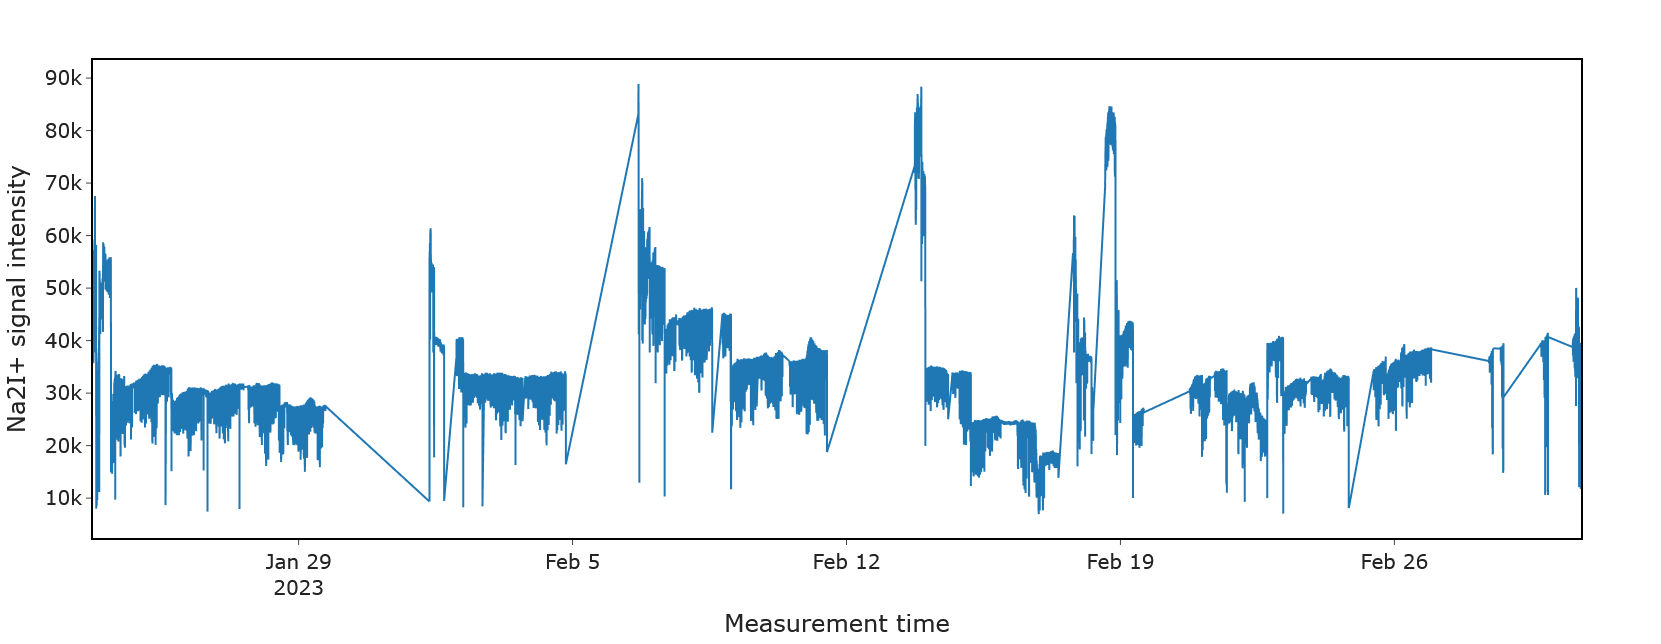 Na2I+ signal intensity
90k
80k
70k
60k
50k
40k
30k
20k
10k
Jan 29
2023
Feb 5
Feb 12
Feb 19
Feb 26
Measurement time